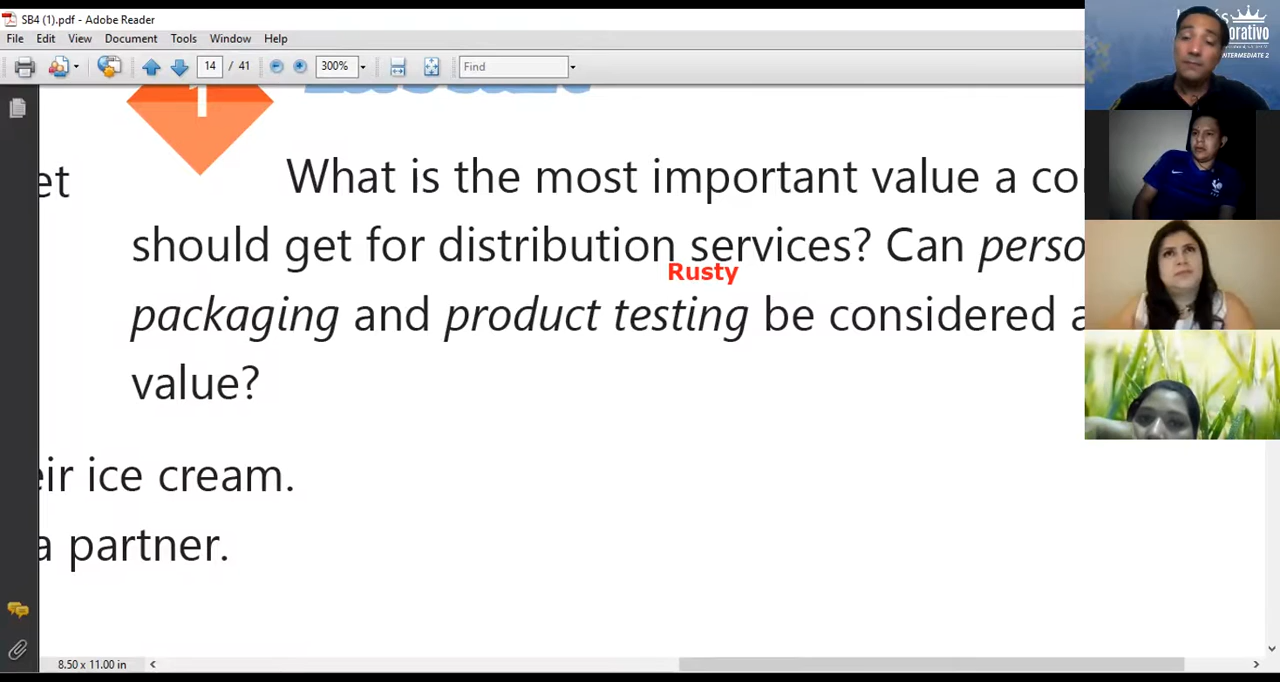 SB4 (1).pdf - Adobe Reader
File Edit View Document Tools Window Help
14 / 41 300% Find
1
et
What is the most important value a co
should get for distribution services? Can perso
Rusty
packaging and product testing be considered a
value?
eir ice cream.
a partner.
8.50 x 11.00 in
orativo
INTERMEDIATE 2